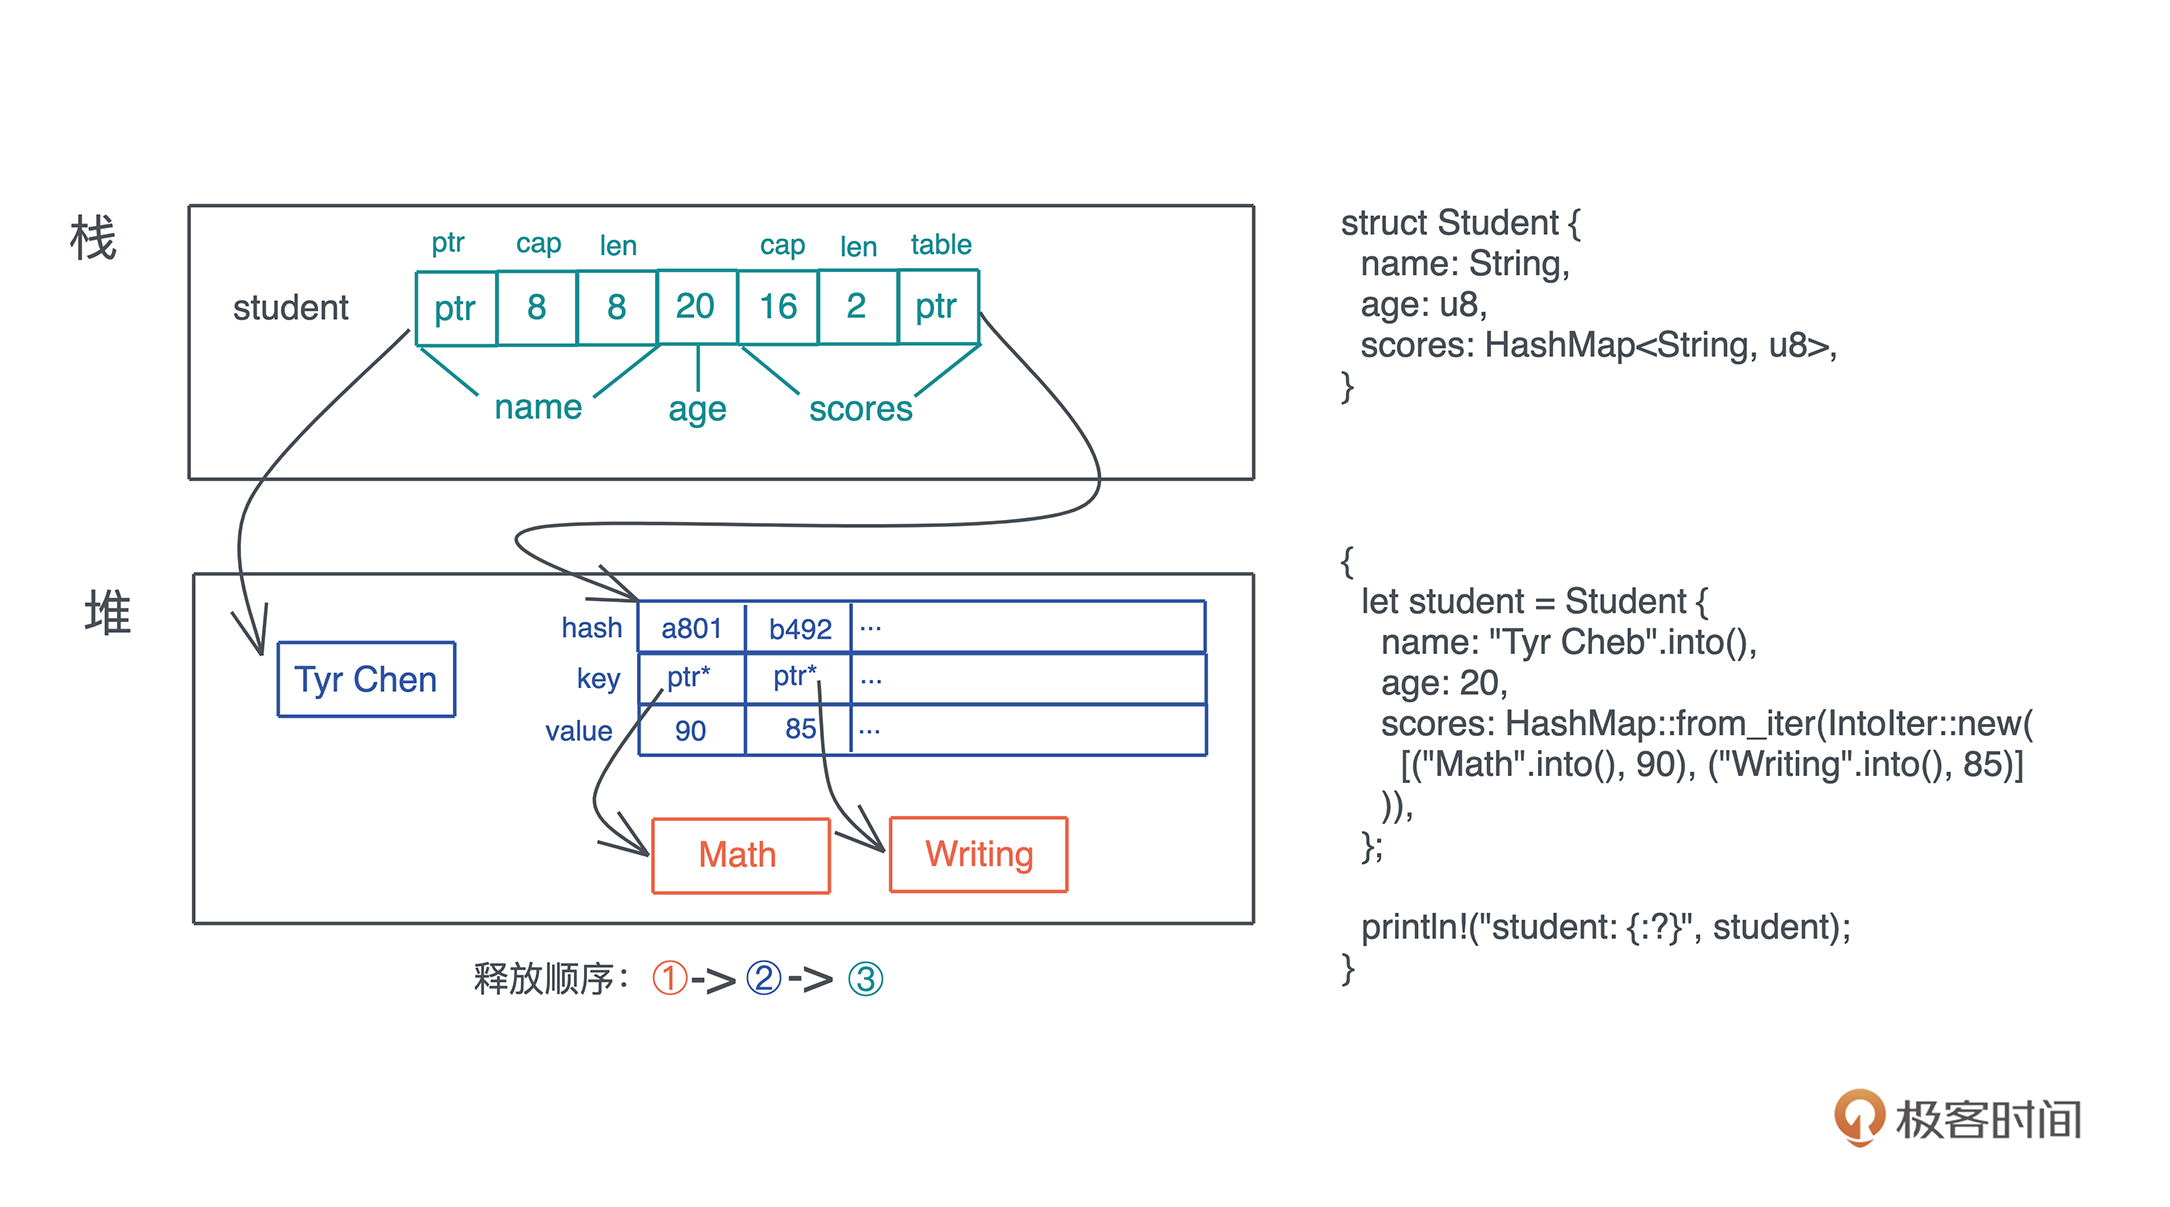 栈
ptr cap len cap len table
student ptr 8 8 20 16 2 ptr
name age scores
堆
Tyr Chen
hash a801 b492 ...
key ptr* ptr* ...
value 90 85 ...
Math Writing
释放顺序：①-> ②-> ③
struct Student {
name: String,
age: u8,
scores: HashMap<String, u8>,
}
{
let student = Student {
name: "Tyr Cheb".into(),
age: 20,
scores: HashMap::from_iter(IntoIter::new(
[("Math".into(), 90), ("Writing".into(), 85)]
)),
};
println!("student: {:?}", student);
}
极客时间